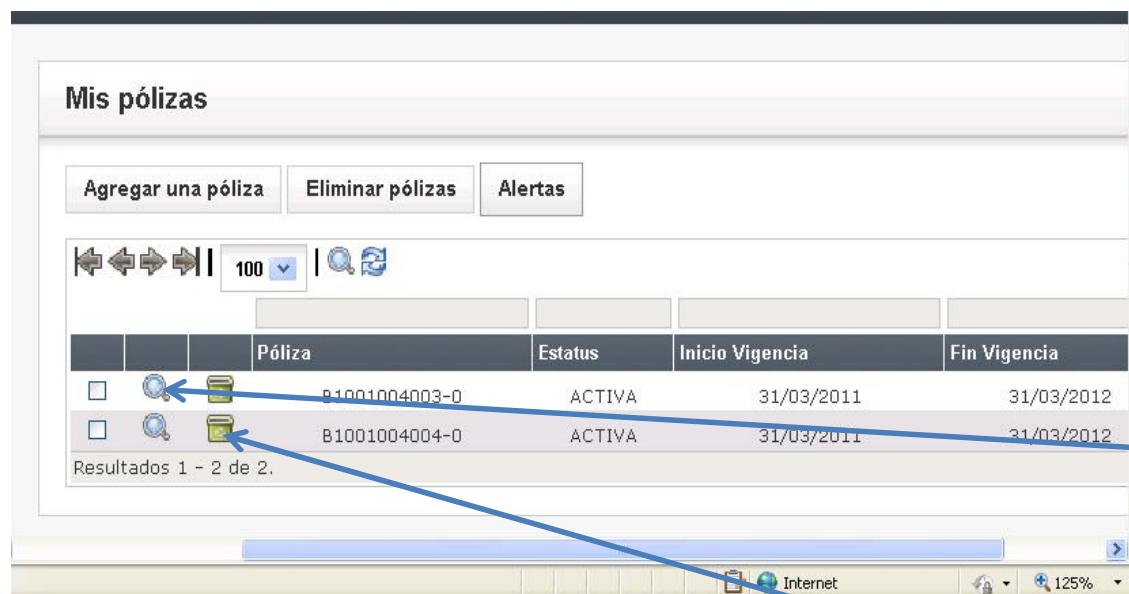 Mis pólizas
Agregar una póliza Eliminar pólizas Alertas
100
Póliza Estatus Inicio Vigencia Fin Vigencia
B1001004003-0 ACTIVA 31/03/2011 31/03/2012
B1001004004-0 ACTIVA 31/03/2011 31/03/2012
Resultados 1 - 2 de 2.
Internet 125%